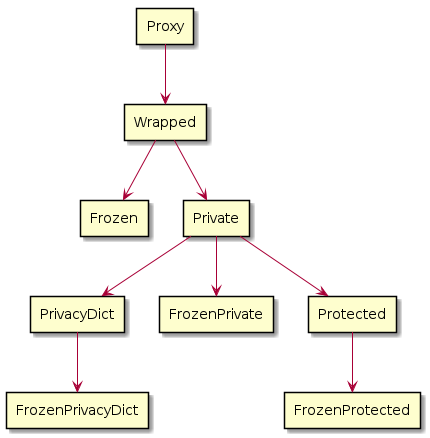 Proxy
Wrapped
Frozen
Private
PrivacyDict
FrozenPrivate
Protected
FrozenPrivacyDict
FrozenProtected